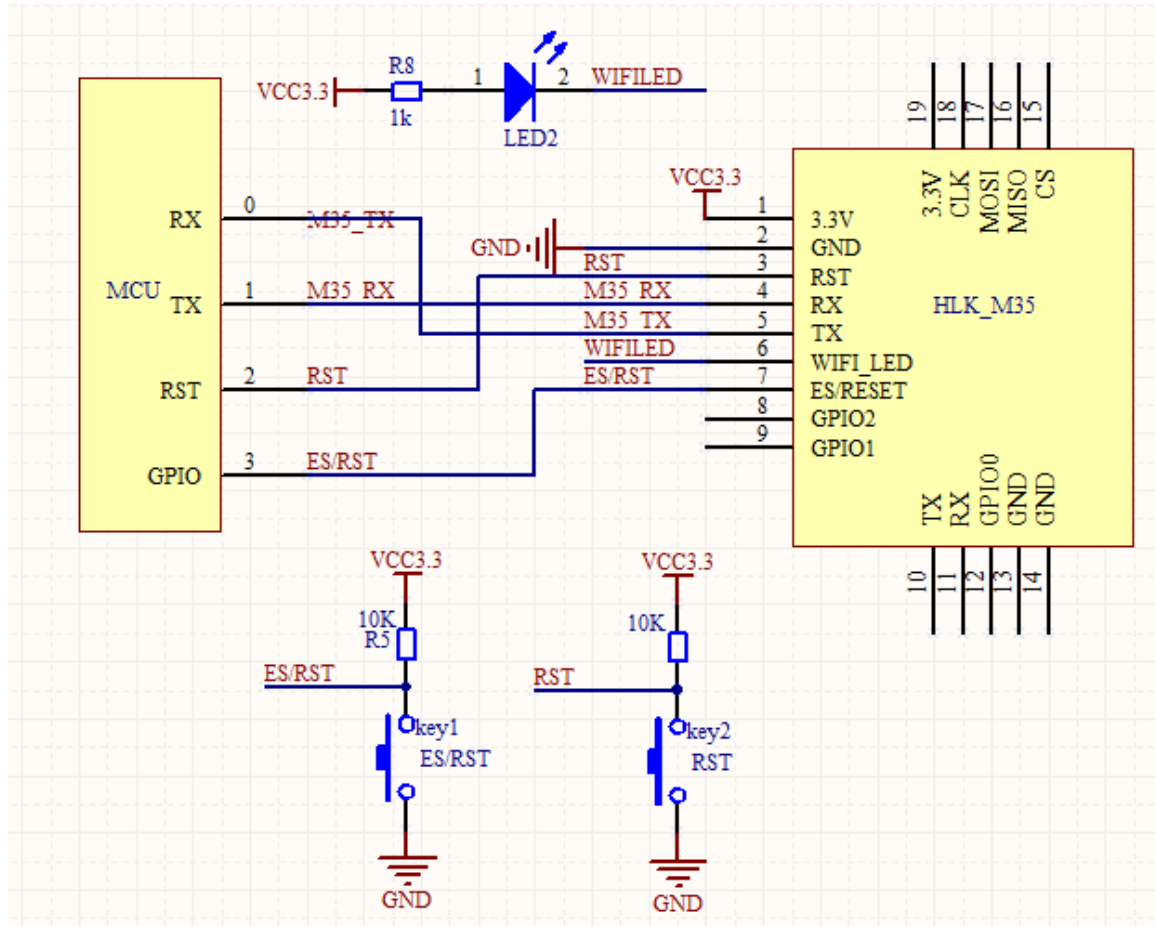 R8
VCC3.3
1
2
WIFILED
1k
LED2
19
18
17
16
15
3.3V
CLK
MOSI
MISO
CS
VCC3.3
RX
0
M35_TX
1
3.3V
GND
2
GND
RST
3
RST
MCU
TX
1
M35_RX
M35_RX
4
RX
HLK_M35
M35_TX
5
TX
WIFILED
6
WIFI_LED
RST
2
RST
ES/RST
7
ES/RESET
8
GPIO2
9
GPIO1
GPIO
3
ES/RST
TX
RX
GPIO0
GND
GND
10
11
12
13
14
VCC3.3
VCC3.3
10K
R5
10K
ES/RST
RST
key1
ES/RST
key2
RST
GND
GND